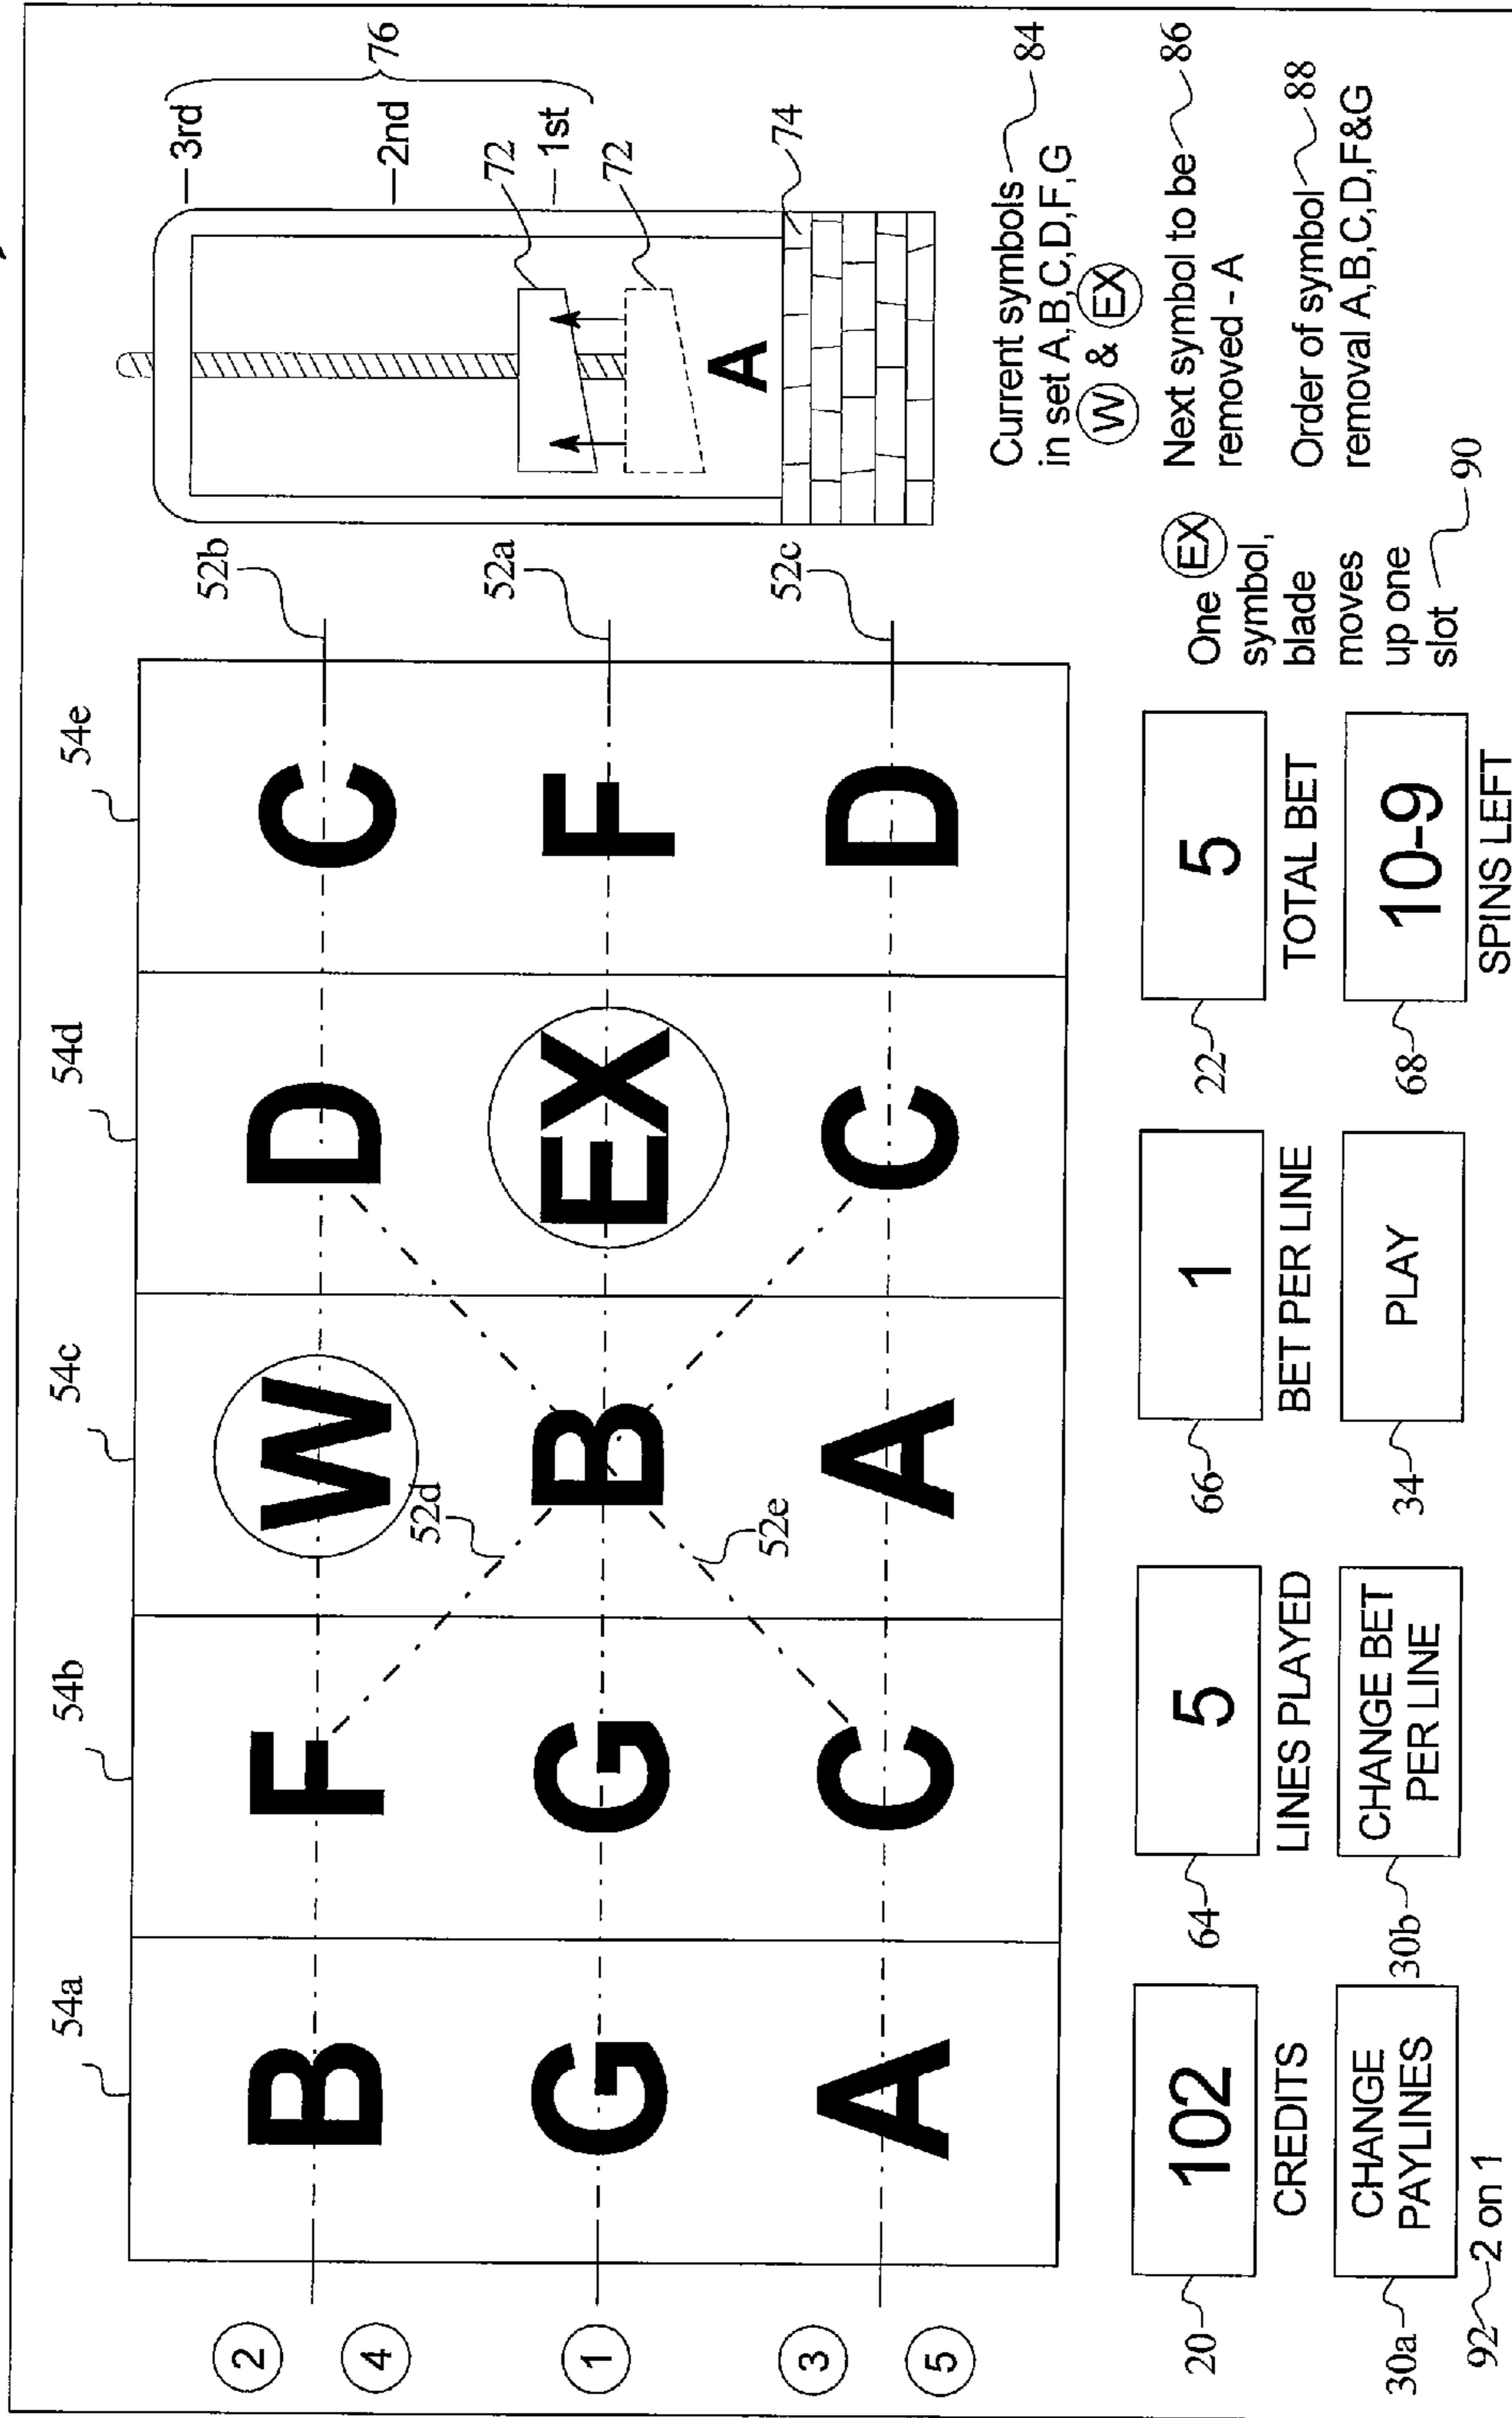 54a
54b
54c
54d
54e
2
4
1
3
5
B F W D C
G G B EX F
A C A C D
52d
52e
52b
52a
52c
3rd
2nd
1st
76
72
72
A
74
Current symbols 84
in set A,B,C,D,F,G
W & EX
Next symbol to be 86
removed - A
Order of symbol 88
removal A,B,C,D,F&G
One EX
symbol,
blade
moves
up one
slot 90
20 102
CREDITS
64 5
LINES PLAYED
66 1
BET PER LINE
22 5
TOTAL BET
30a CHANGE
PAYLINES
30b CHANGE BET
PER LINE
34 PLAY
68 10-9
SPINS LEFT
92 2 on 1